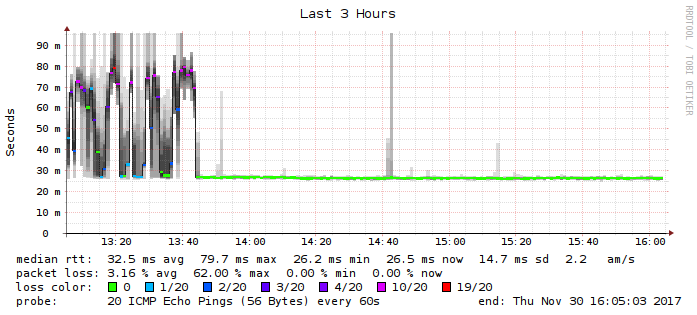 Last 3 Hours
RRDTOOL / TOBI OETIKER
Seconds
90 m
80 m
70 m
60 m
50 m
40 m
30 m
20 m
10 m
0
13:20 13:40 14:00 14:20 14:40 15:00 15:20 15:40 16:00
median rtt: 32.5 ms avg 79.7 ms max 26.2 ms min 26.5 ms now 14.7 ms sd 2.2 am/s
packet loss: 3.16 % avg 62.00 % max 0.00 % min 0.00 % now
loss color: 0 1/20 2/20 3/20 4/20 10/20 19/20
probe: 20 ICMP Echo Pings (56 Bytes) every 60s end: Thu Nov 30 16:05:03 2017